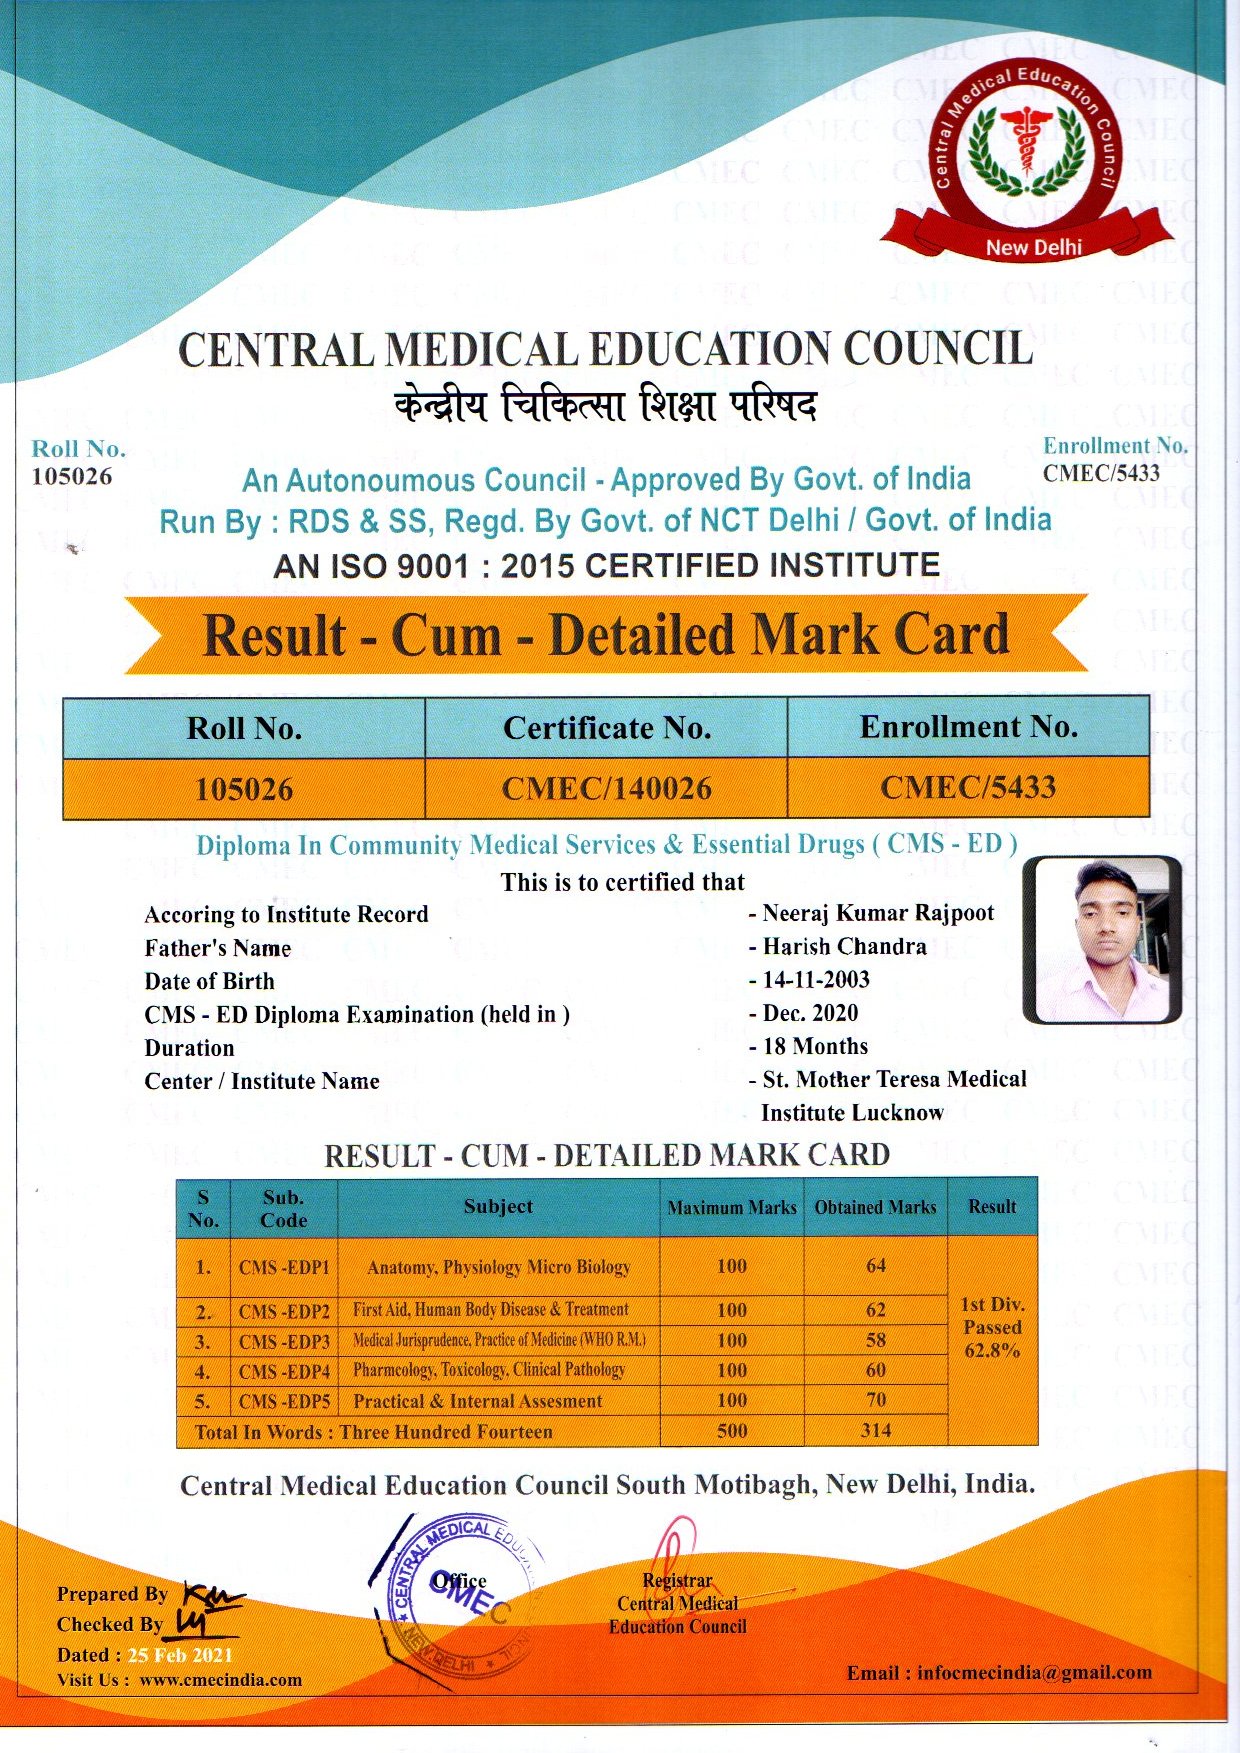 Central Medical Education Council
New Delhi
CENTRAL MEDICAL EDUCATION COUNCIL
केन्द्रीय चिकित्सा शिक्षा परिषद
Roll No.
105026
Enrollment No.
CMEC/5433
An Autonoumous Council - Approved By Govt. of India
Run By : RDS & SS, Regd. By Govt. of NCT Delhi / Govt. of India
AN ISO 9001 : 2015 CERTIFIED INSTITUTE
Result - Cum - Detailed Mark Card
Roll No. Certificate No. Enrollment No.
105026 CMEC/140026 CMEC/5433
Diploma In Community Medical Services & Essential Drugs ( CMS - ED )
This is to certified that
Accoring to Institute Record - Neeraj Kumar Rajpoot
Father's Name - Harish Chandra
Date of Birth - 14-11-2003
CMS - ED Diploma Examination (held in ) - Dec. 2020
Duration - 18 Months
Center / Institute Name - St. Mother Teresa Medical
Institute Lucknow
RESULT - CUM - DETAILED MARK CARD
S No. Sub. Code Subject Maximum Marks Obtained Marks Result
1. CMS -EDP1 Anatomy, Physiology Micro Biology 100 64
2. CMS -EDP2 First Aid, Human Body Disease & Treatment 100 62
3. CMS -EDP3 Medical Jurisprudence, Practice of Medicine (WHO R.M.) 100 58
4. CMS -EDP4 Pharmcology, Toxicology, Clinical Pathology 100 60
5. CMS -EDP5 Practical & Internal Assesment 100 70
1st Div.
Passed
62.8%
Total In Words : Three Hundred Fourteen 500 314
Central Medical Education Council South Motibagh, New Delhi, India.
CENTRAL MEDICAL
CMEC
NEW DELHI
Office
Registrar
Central Medical
Education Council
Prepared By
Checked By
Dated : 25 Feb 2021
Visit Us : www.cmecindia.com
Email : infocmecindia@gmail.com